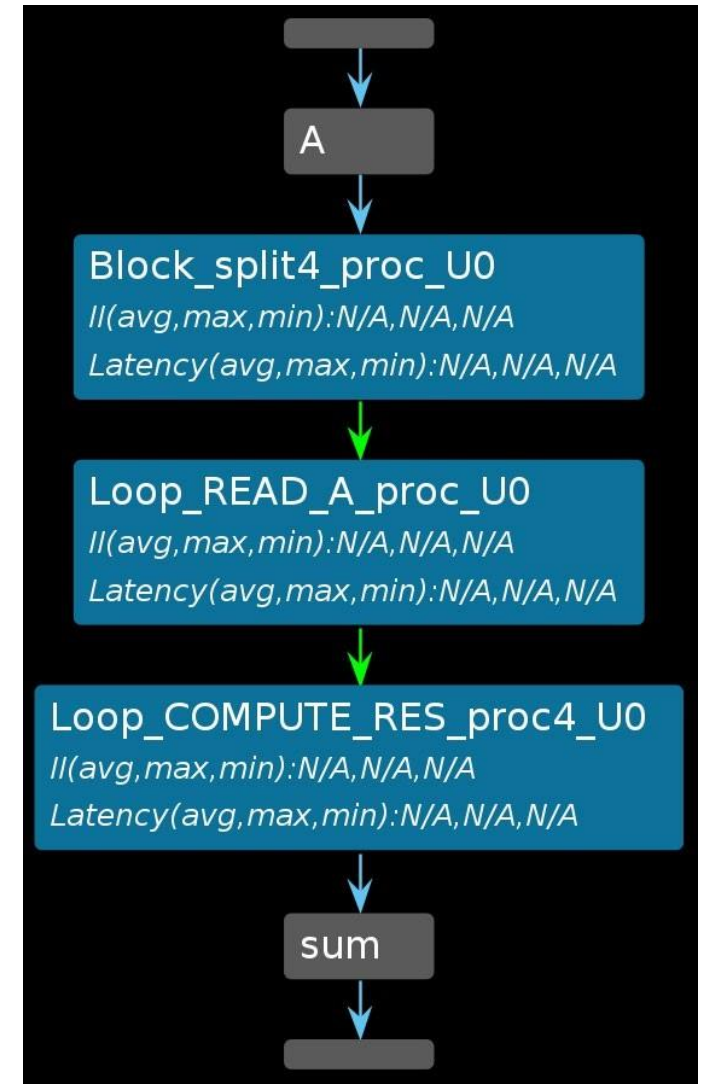 A
Block_split4_proc_U0
II(avg,max,min):N/A,N/A,N/A
Latency(avg,max,min):N/A,N/A,N/A
Loop_READ_A_proc_U0
II(avg,max,min):N/A,N/A,N/A
Latency(avg,max,min):N/A,N/A,N/A
Loop_COMPUTE_RES_proc4_U0
II(avg,max,min):N/A,N/A,N/A
Latency(avg,max,min):N/A,N/A,N/A
sum